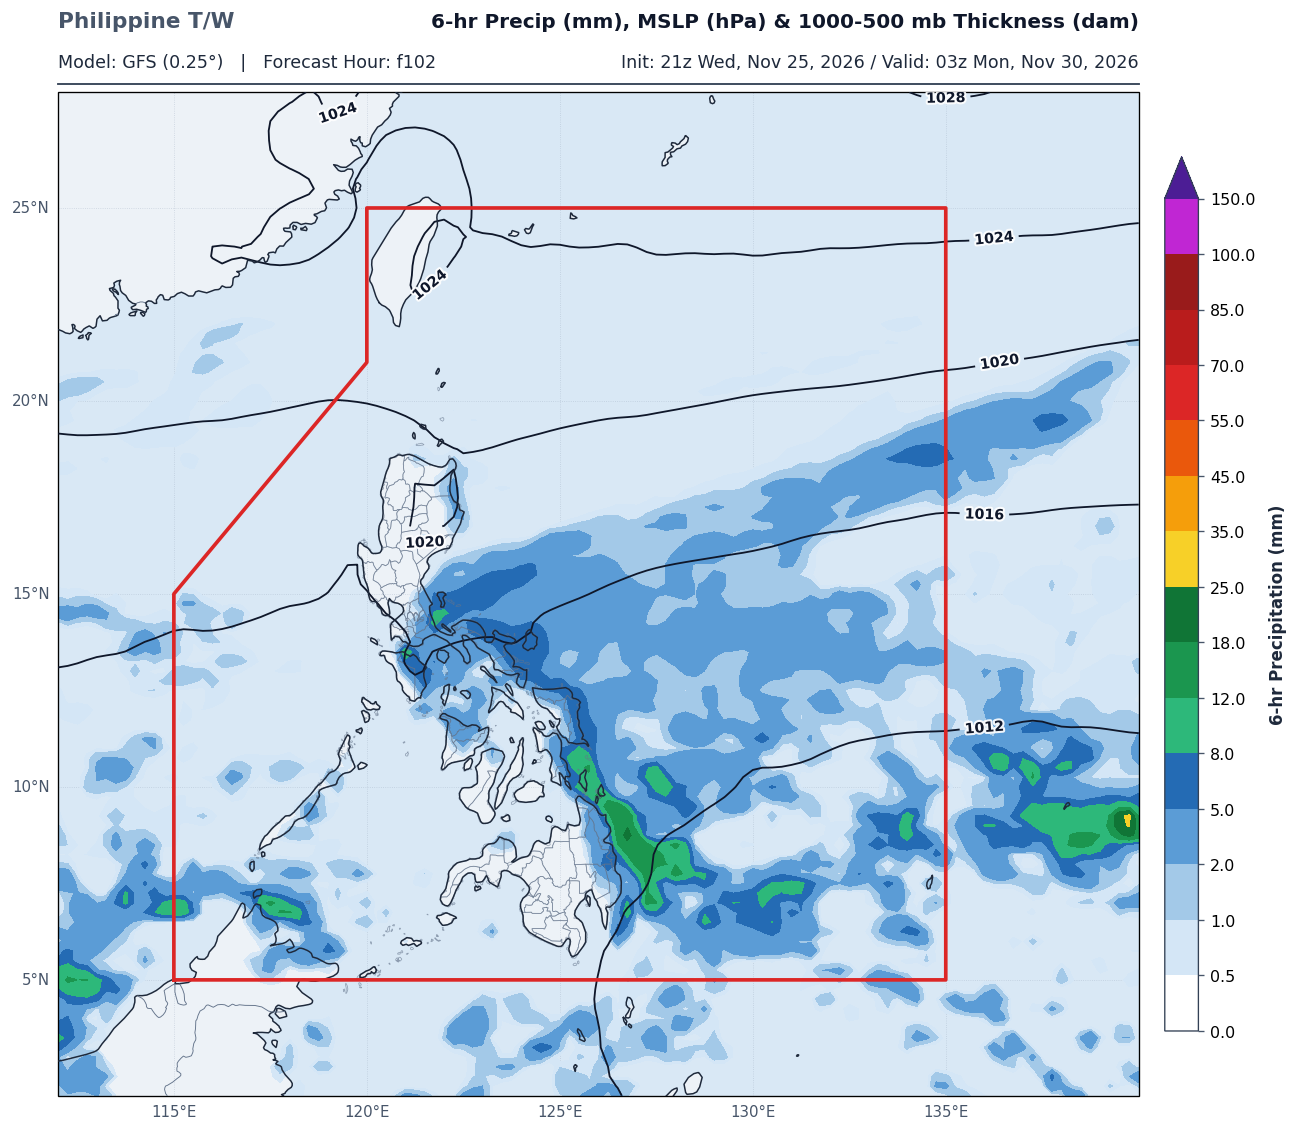 Philippine T/W
6-hr Precip (mm), MSLP (hPa) & 1000-500 mb Thickness (dam)
Model: GFS (0.25°) | Forecast Hour: f102
Init: 21z Wed, Nov 25, 2026 / Valid: 03z Mon, Nov 30, 2026
1024
1028
1024
1024
1020
1020
1016
1012
25°N
20°N
15°N
10°N
5°N
115°E
120°E
125°E
130°E
135°E
150.0
100.0
85.0
70.0
55.0
45.0
35.0
25.0
18.0
12.0
8.0
5.0
2.0
1.0
0.5
0.0
6-hr Precipitation (mm)